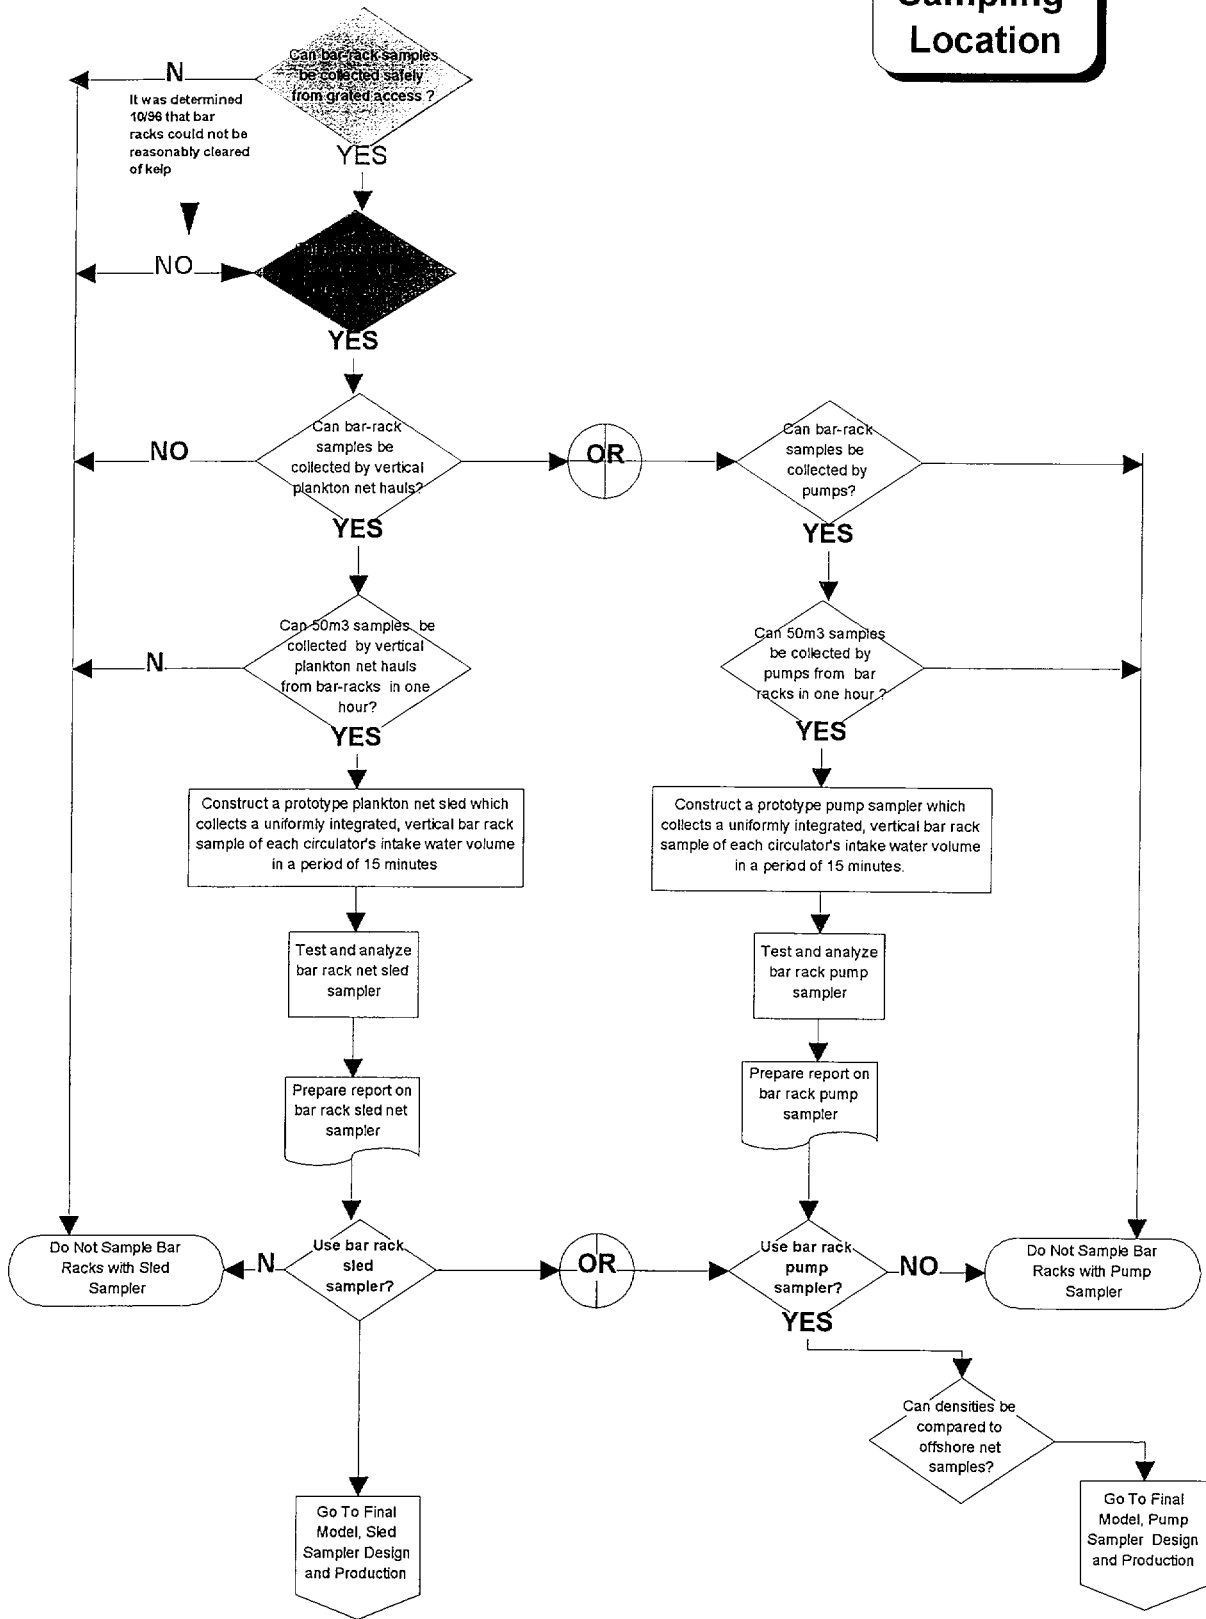 Sampling
Location
Can bar-rack samples
be collected safely
from grated access ?
N
It was determined
10/96 that bar
racks could not be
reasonably cleared
of kelp
YES
NO
YES
Can bar-rack
samples be
collected by vertical
plankton net hauls?
NO
OR
Can bar-rack
samples be
collected by
pumps?
YES
YES
Can 50m3 samples be
collected by vertical
plankton net hauls
from bar-racks in one
hour?
N
Can 50m3 samples
be collected by
pumps from bar
racks in one hour ?
YES
YES
Construct a prototype plankton net sled which
collects a uniformly integrated, vertical bar rack
sample of each circulator's intake water volume
in a period of 15 minutes
Construct a prototype pump sampler which
collects a uniformly integrated, vertical bar rack
sample of each circulator's intake water volume
in a period of 15 minutes.
Test and analyze
bar rack net sled
sampler
Test and analyze
bar rack pump
sampler
Prepare report on
bar rack sled net
sampler
Prepare report on
bar rack pump
sampler
Do Not Sample Bar
Racks with Sled
Sampler
N
Use bar rack
sled
sampler?
OR
Use bar rack
pump
sampler?
NO
Do Not Sample Bar
Racks with Pump
Sampler
YES
Can densities be
compared to
offshore net
samples?
Go To Final
Model, Sled
Sampler Design
and Production
Go To Final
Model, Pump
Sampler Design
and Production